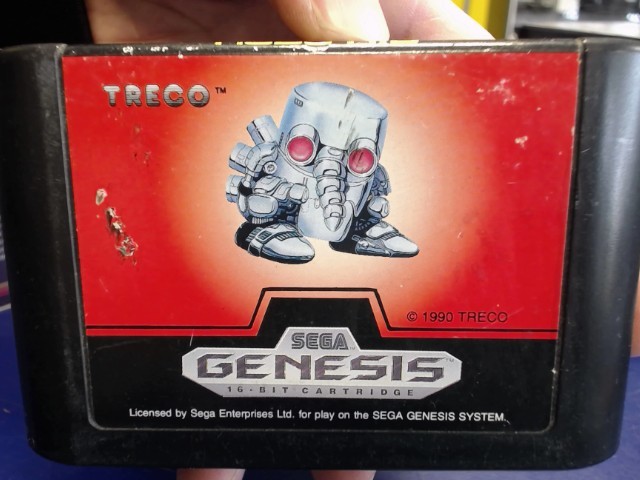 TRECO™
© 1990 TRECO
SEGA
GENESIS
16-BIT CARTRIDGE
Licensed by Sega Enterprises Ltd. for play on the SEGA GENESIS SYSTEM.